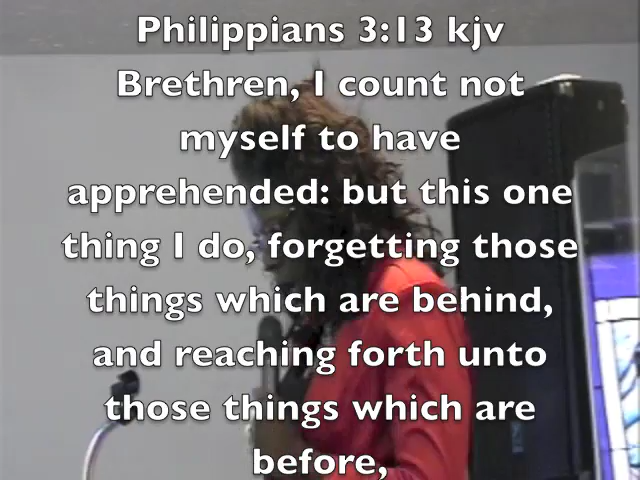 Philippians 3:13 kjv
Brethren, I count not
myself to have
apprehended: but this one
thing I do, forgetting those
things which are behind,
and reaching forth unto
those things which are
before,